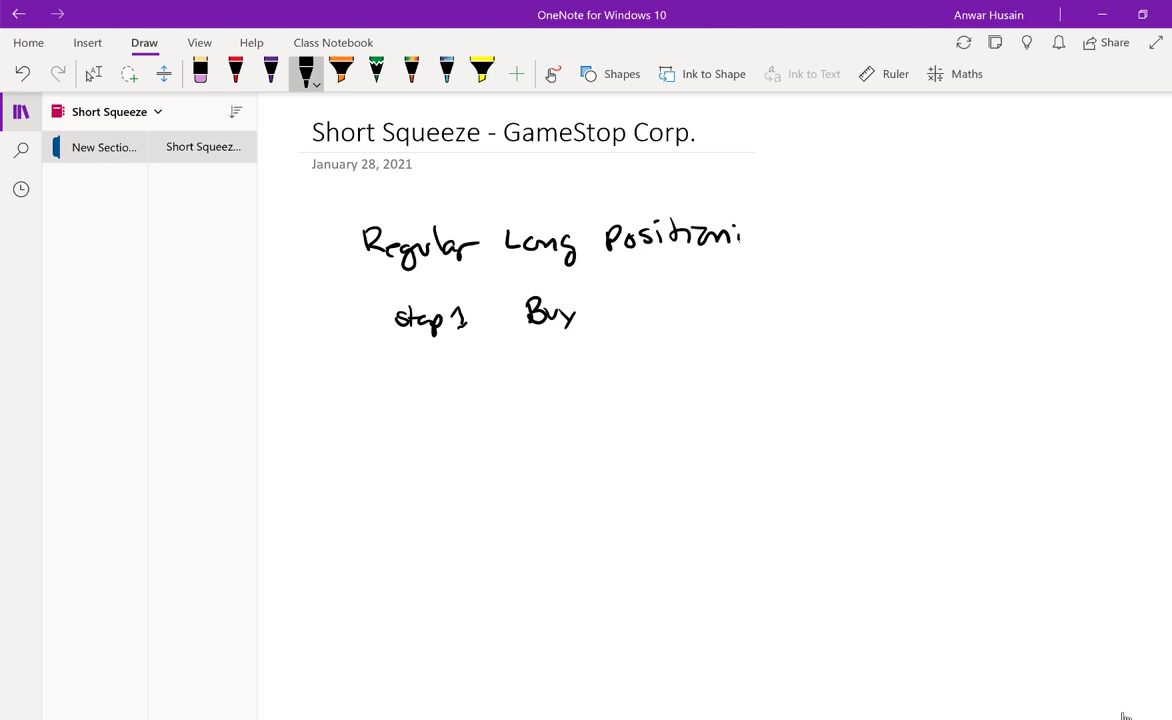 OneNote for Windows 10
Anwar Husain
Home Insert Draw View Help Class Notebook
Share
Shapes Ink to Shape Ink to Text Ruler Maths
Short Squeeze
New Sectio... Short Squeez...
Short Squeeze - GameStop Corp.
January 28, 2021
Regular Long Position:
Step 1 Buy